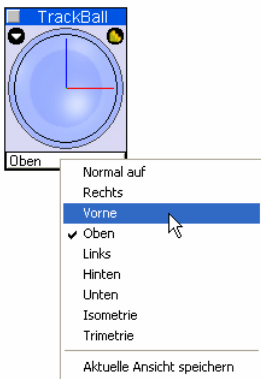 TrackBall
Oben
Normal auf
Rechts
Vorne
Oben
Links
Hinten
Unten
Isometrie
Trimetrie
Aktuelle Ansicht speichern